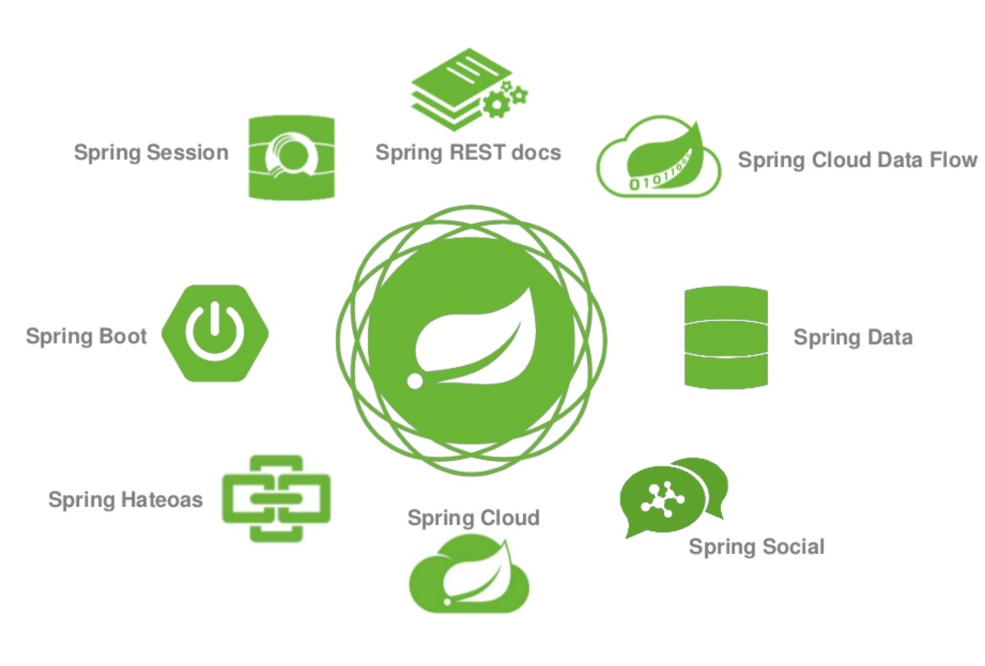 Spring Session
Spring REST docs
Spring Cloud Data Flow
01011001
Spring Boot
Spring Data
Spring Hateoas
Spring Cloud
Spring Social